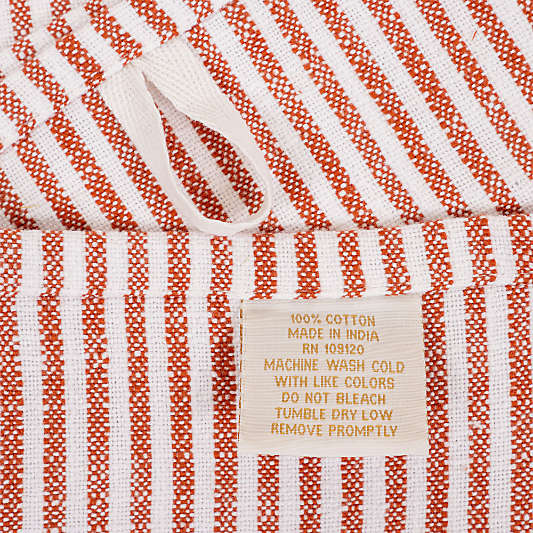 100% COTTON
MADE IN INDIA
RN 109120
MACHINE WASH COLD
WITH LIKE COLORS
DO NOT BLEACH
TUMBLE DRY LOW
REMOVE PROMPTLY